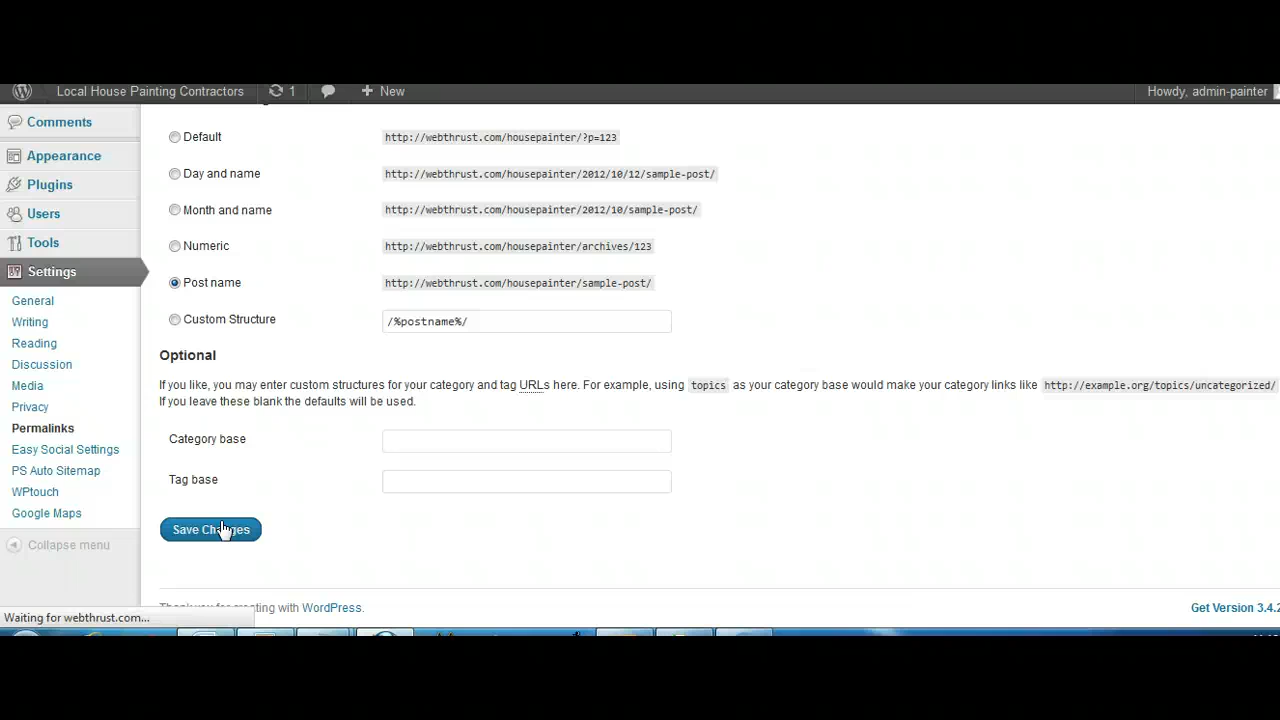 Local House Painting Contractors 1 New Howdy, admin-painter
Comments
Appearance
Plugins
Users
Tools
Settings
General
Writing
Reading
Discussion
Media
Privacy
Permalinks
Easy Social Settings
PS Auto Sitemap
WPtouch
Google Maps
Collapse menu
Default http://webthrust.com/housepainter/?p=123
Day and name http://webthrust.com/housepainter/2012/10/12/sample-post/
Month and name http://webthrust.com/housepainter/2012/10/sample-post/
Numeric http://webthrust.com/housepainter/archives/123
Post name http://webthrust.com/housepainter/sample-post/
Custom Structure /%postname%/
Optional
If you like, you may enter custom structures for your category and tag URLs here. For example, using topics as your category base would make your category links like http://example.org/topics/uncategorized/
If you leave these blank the defaults will be used.
Category base
Tag base
Save Changes
Thank you for creating with WordPress.
Get Version 3.4.2
Waiting for webthrust.com...